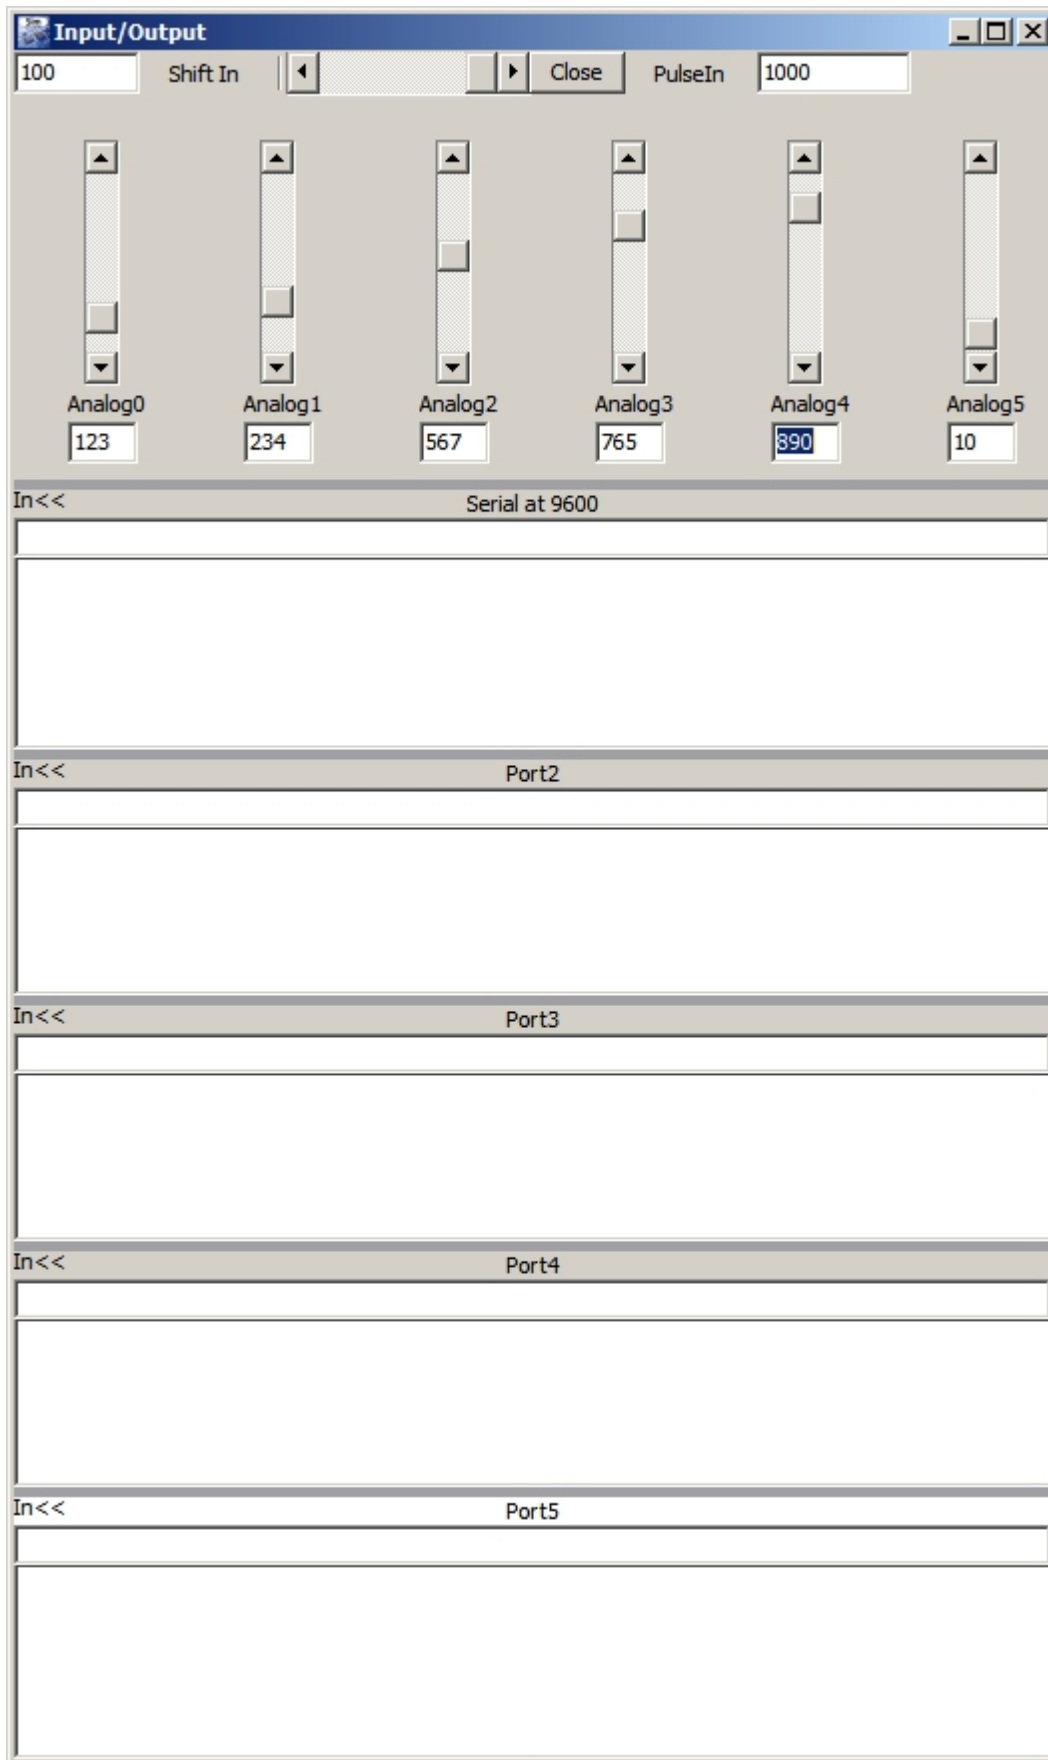 Input/Output
100 Shift In Close PulseIn 1000
Analog0 Analog1 Analog2 Analog3 Analog4 Analog5
123 234 567 765 890 10
In<< Serial at 9600
In<< Port2
In<< Port3
In<< Port4
In<< Port5